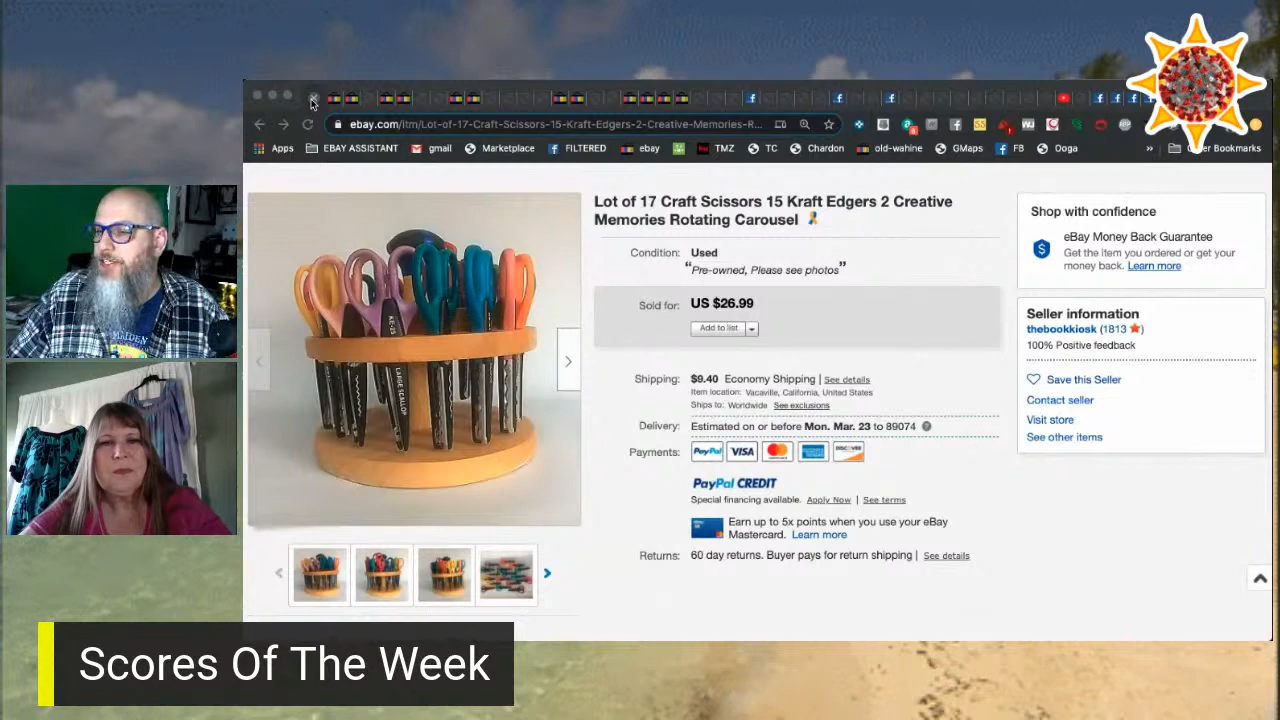 ebay.com/itm/Lot-of-17-Craft-Scissors-15-Kraft-Edgers-2-Creative-Memories-R...
Apps EBAY ASSISTANT gmail Marketplace FILTERED ebay TMZ TC Chardon old-wahine GMaps FB Ooga » Bookmarks
Lot of 17 Craft Scissors 15 Kraft Edgers 2 Creative
Memories Rotating Carousel
Condition: Used
"Pre-owned, Please see photos"
Sold for: US $26.99
Add to list
Shipping: $9.40 Economy Shipping | See details
Item location: Vacaville, California, United States
Ships to: Worldwide See exclusions
Delivery: Estimated on or before Mon. Mar. 23 to 89074
Payments: PayPal VISA
PayPal CREDIT
Special financing available. Apply Now | See terms
Earn up to 5x points when you use your eBay
Mastercard. Learn more
Returns: 60 day returns. Buyer pays for return shipping | See details
Shop with confidence
eBay Money Back Guarantee
Get the item you ordered or get your
money back. Learn more
Seller information
thebookkiosk (1813)
100% Positive feedback
Save this Seller
Contact seller
Visit store
See other items
LARGE SCALLOP
MAIDEN
Scores Of The Week